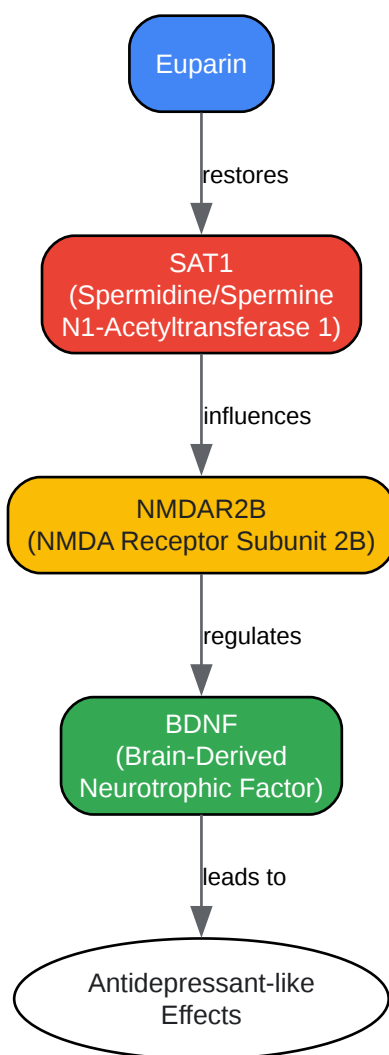 Euparin
restores
SAT1
(Spermidine/Spermine
N1-Acetyltransferase 1)
influences
NMDAR2B
(NMDA Receptor Subunit 2B)
regulates
BDNF
(Brain-Derived
Neurotrophic Factor)
leads to
Antidepressant-like
Effects